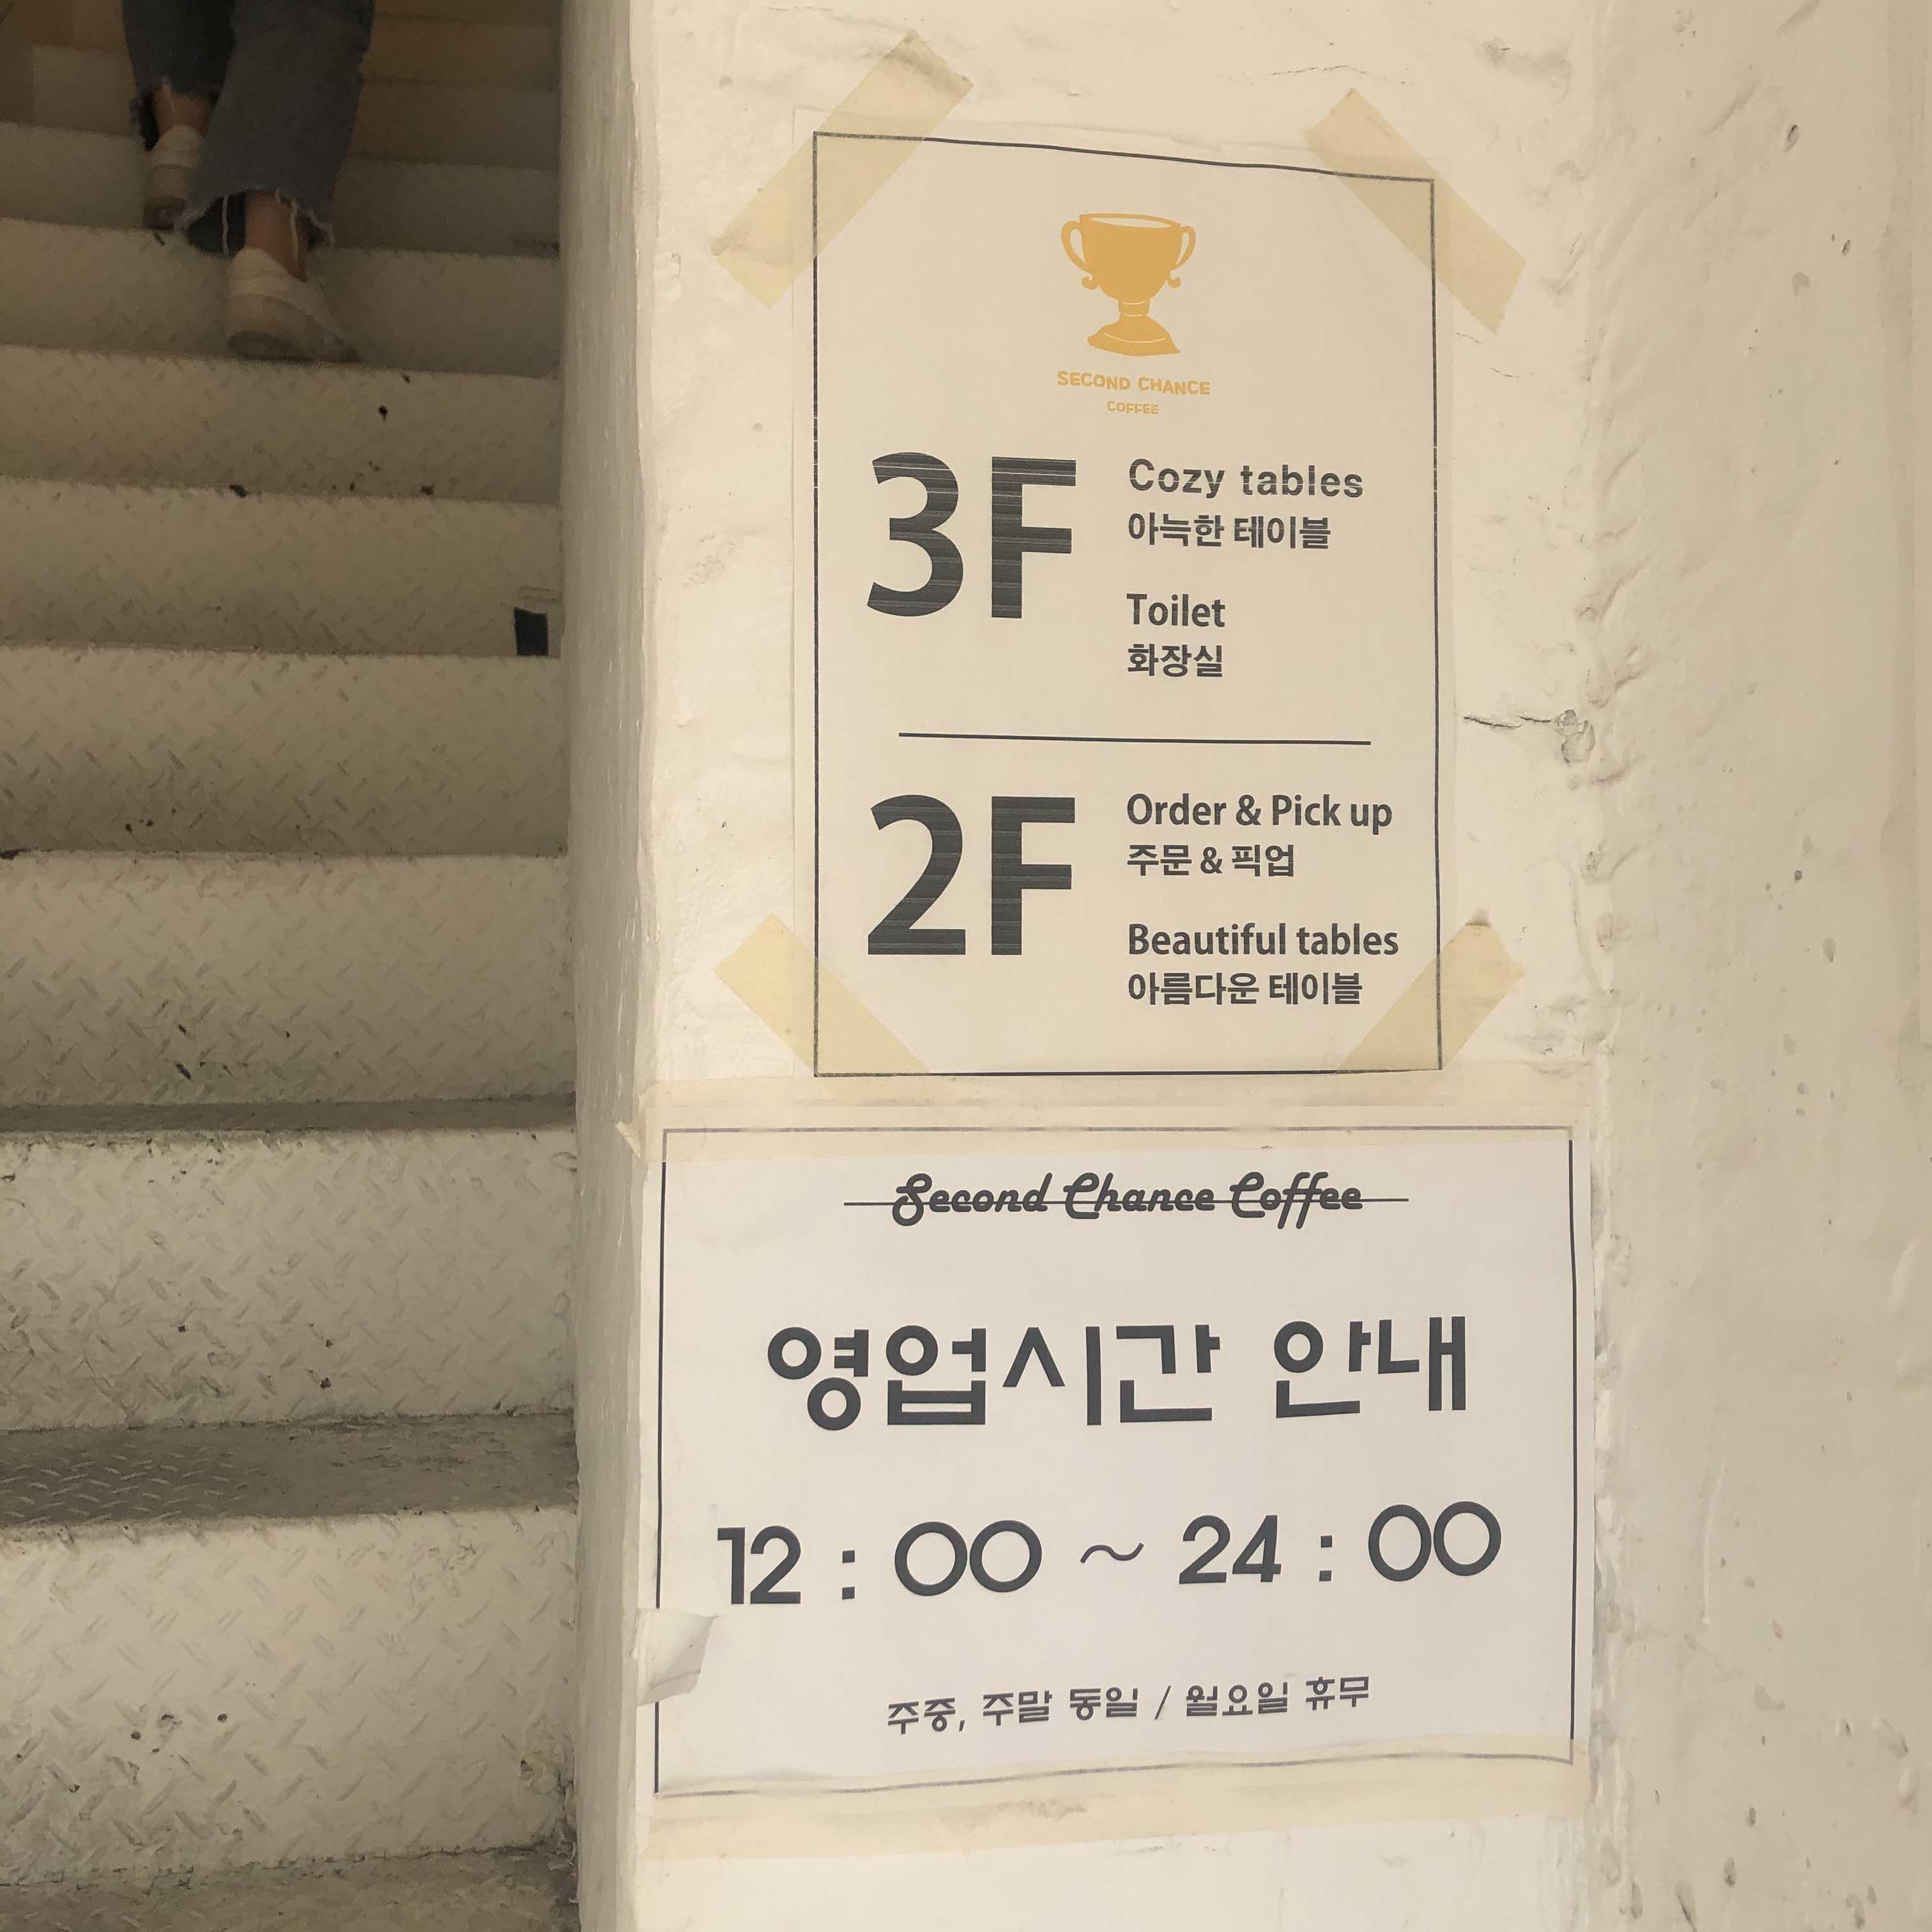 SECOND CHANCE
COFFEE
3F
Cozy tables
아늑한 테이블
Toilet
화장실
2F
Order & Pick up
주문 & 픽업
Beautiful tables
아름다운 테이블
Second Chance Coffee
영업시간 안내
12 : 00 ~ 24 : 00
주중, 주말 동일 / 월요일 휴무